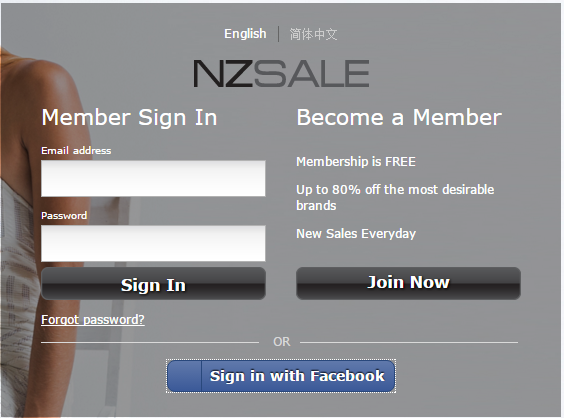 English | 简体中文
NZSALE
Member Sign In
Email address
Password
Sign In
Forgot password?
Become a Member
Membership is FREE
Up to 80% off the most desirable
brands
New Sales Everyday
Join Now
OR
Sign in with Facebook